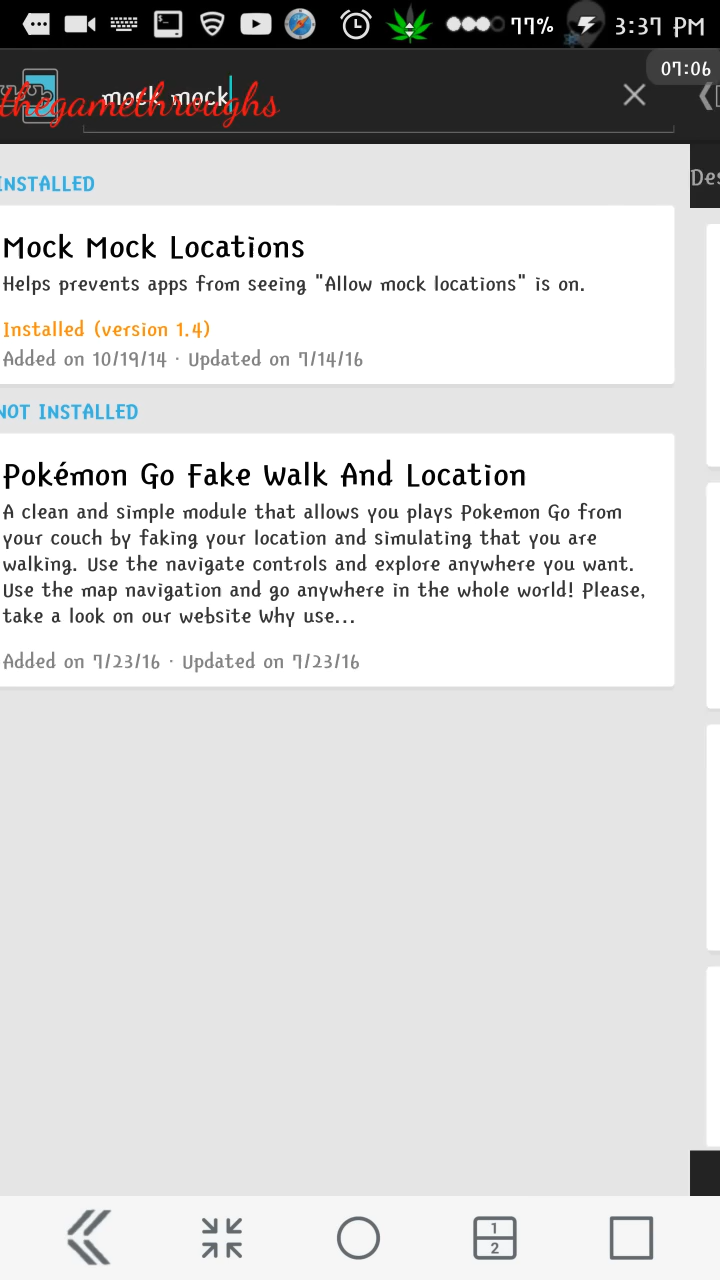 77% 3:37 PM
07:06
mock mock
thegamethroughs
Des
INSTALLED
Mock Mock Locations
Helps prevents apps from seeing "Allow mock locations" is on.
Installed (version 1.4)
Added on 10/19/14 · Updated on 7/14/16
NOT INSTALLED
Pokémon Go Fake Walk And Location
A clean and simple module that allows you plays Pokemon Go from
your couch by faking your location and simulating that you are
walking. Use the navigate controls and explore anywhere you want.
Use the map navigation and go anywhere in the whole world! Please,
take a look on our website Why use...
Added on 7/23/16 · Updated on 7/23/16
1
2